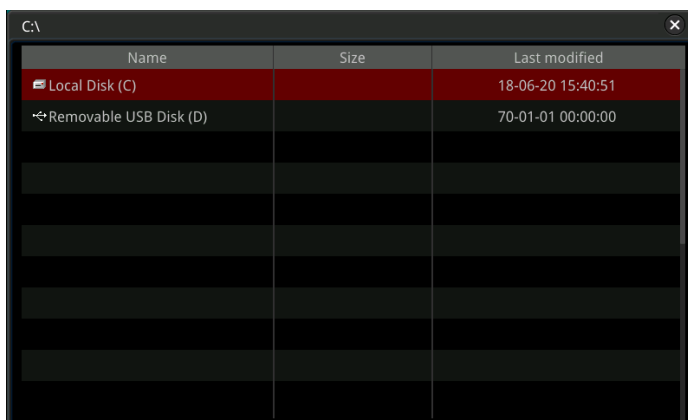 C:\
Name Size Last modified
Local Disk (C) 18-06-20 15:40:51
Removable USB Disk (D) 70-01-01 00:00:00